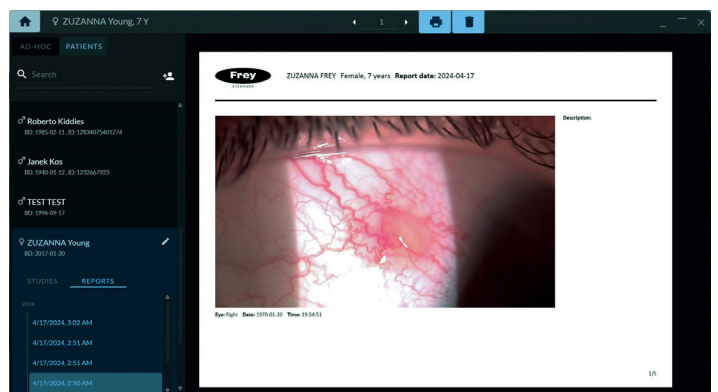 ♀ ZUZANNA Young, 7 Y
1
AD-HOC PATIENTS
Search
♂ Roberto Kiddies
BD: 1985-02-11, ID: 12834075401274
♂ Janek Kos
BD: 1940-01-12, ID: 1232667923
♂ TEST TEST
BD: 1996-09-17
♀ ZUZANNA Young
BD: 2017-01-20
STUDIES REPORTS
2024
4/17/2024, 3:02 AM
4/17/2024, 2:51 AM
4/17/2024, 2:51 AM
4/17/2024, 2:50 AM
Frey
EYEMAKER
ZUZANNA FREY Female, 7 years Report date: 2024-04-17
Description:
Eye: Right Date: 1970-01-20 Time: 19:54:51
1/5